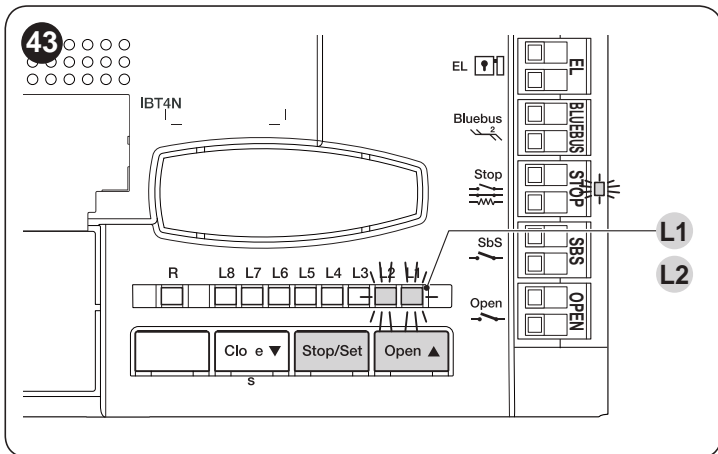 43
EL
EL
IBT4N
BLUEBUS
Bluebus
2
Stop
STOP
L1
SbS
SBS
R L8 L7 L6 L5 L4 L3 L2 L1
L2
Open
OPEN
Clo e ▼
Stop/Set
Open ▲
s